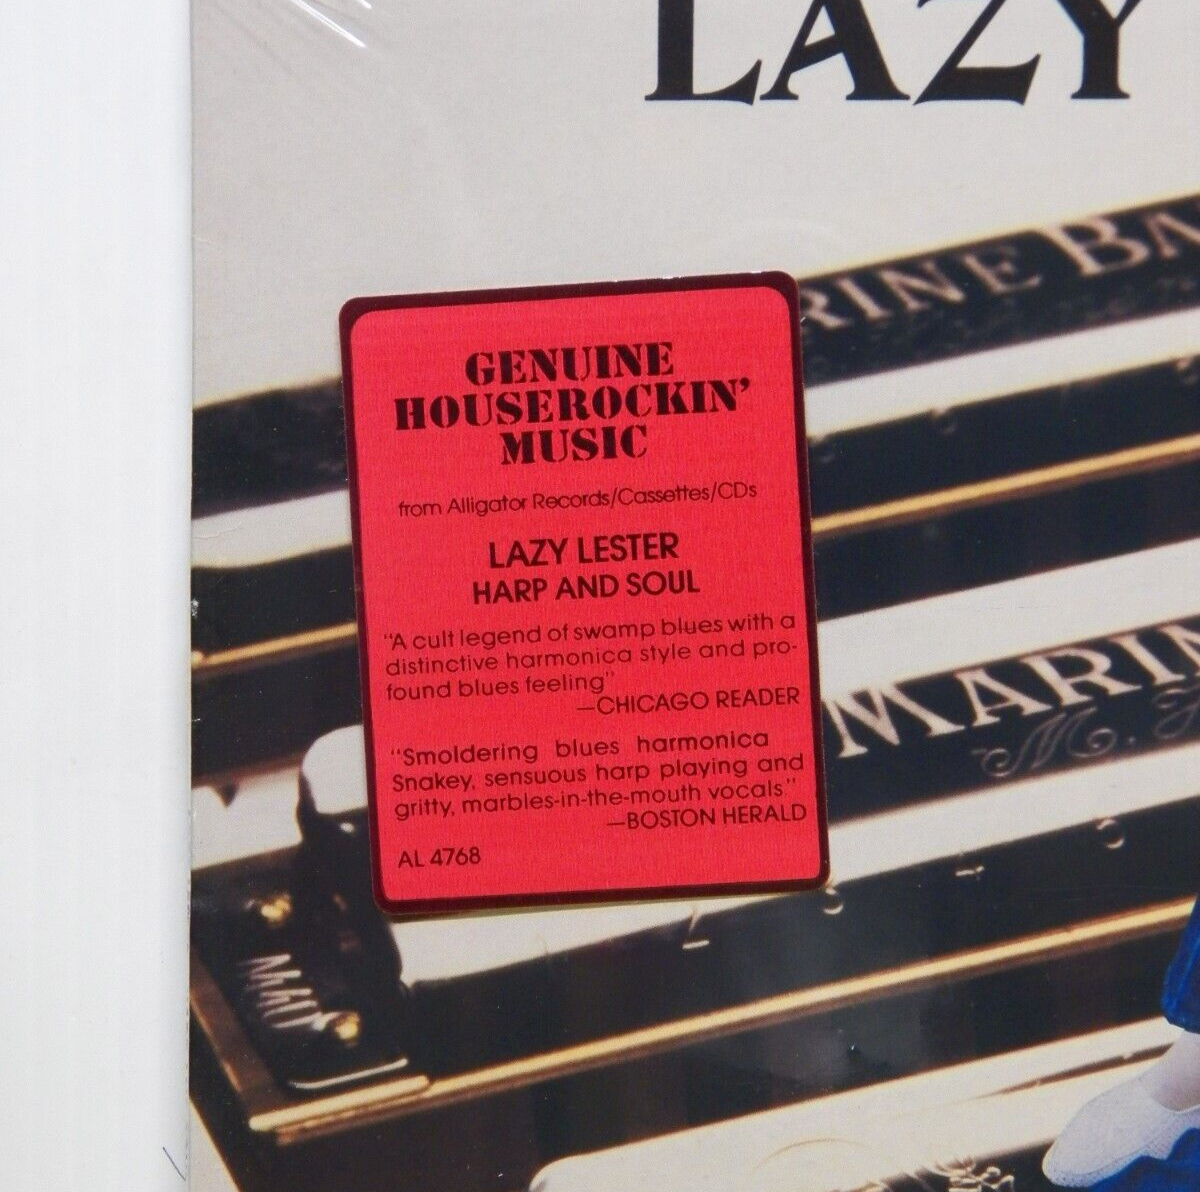 LAZY
RINE BA
GENUINE
HOUSEROCKIN'
MUSIC
from Alligator Records/Cassettes/CDs
LAZY LESTER
HARP AND SOUL
"A cult legend of swamp blues with a
distinctive harmonica style and pro-
found blues feeling"
—CHICAGO READER
"Smoldering blues harmonica
Snakey, sensuous harp playing and
gritty, marbles-in-the-mouth vocals"
—BOSTON HERALD
AL 4768
MARIN
M.